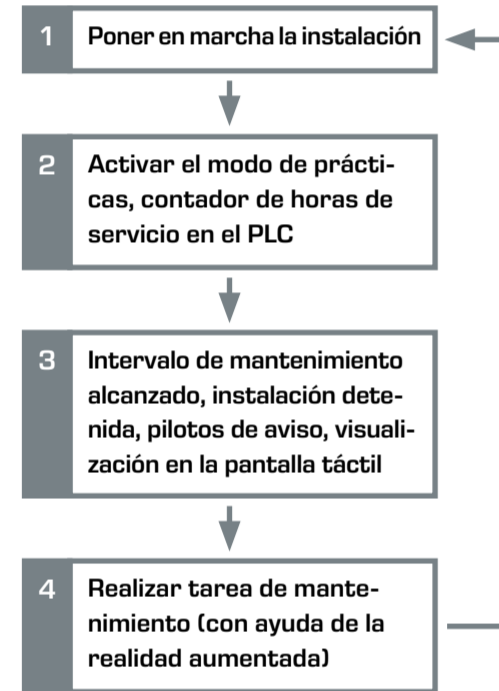 1 Poner en marcha la instalación
2 Activar el modo de prácti-
cas, contador de horas de
servicio en el PLC
3 Intervalo de mantenimiento
alcanzado, instalación dete-
nida, pilotos de aviso, visuali-
zación en la pantalla táctil
4 Realizar tarea de mante-
nimiento (con ayuda de la
realidad aumentada)